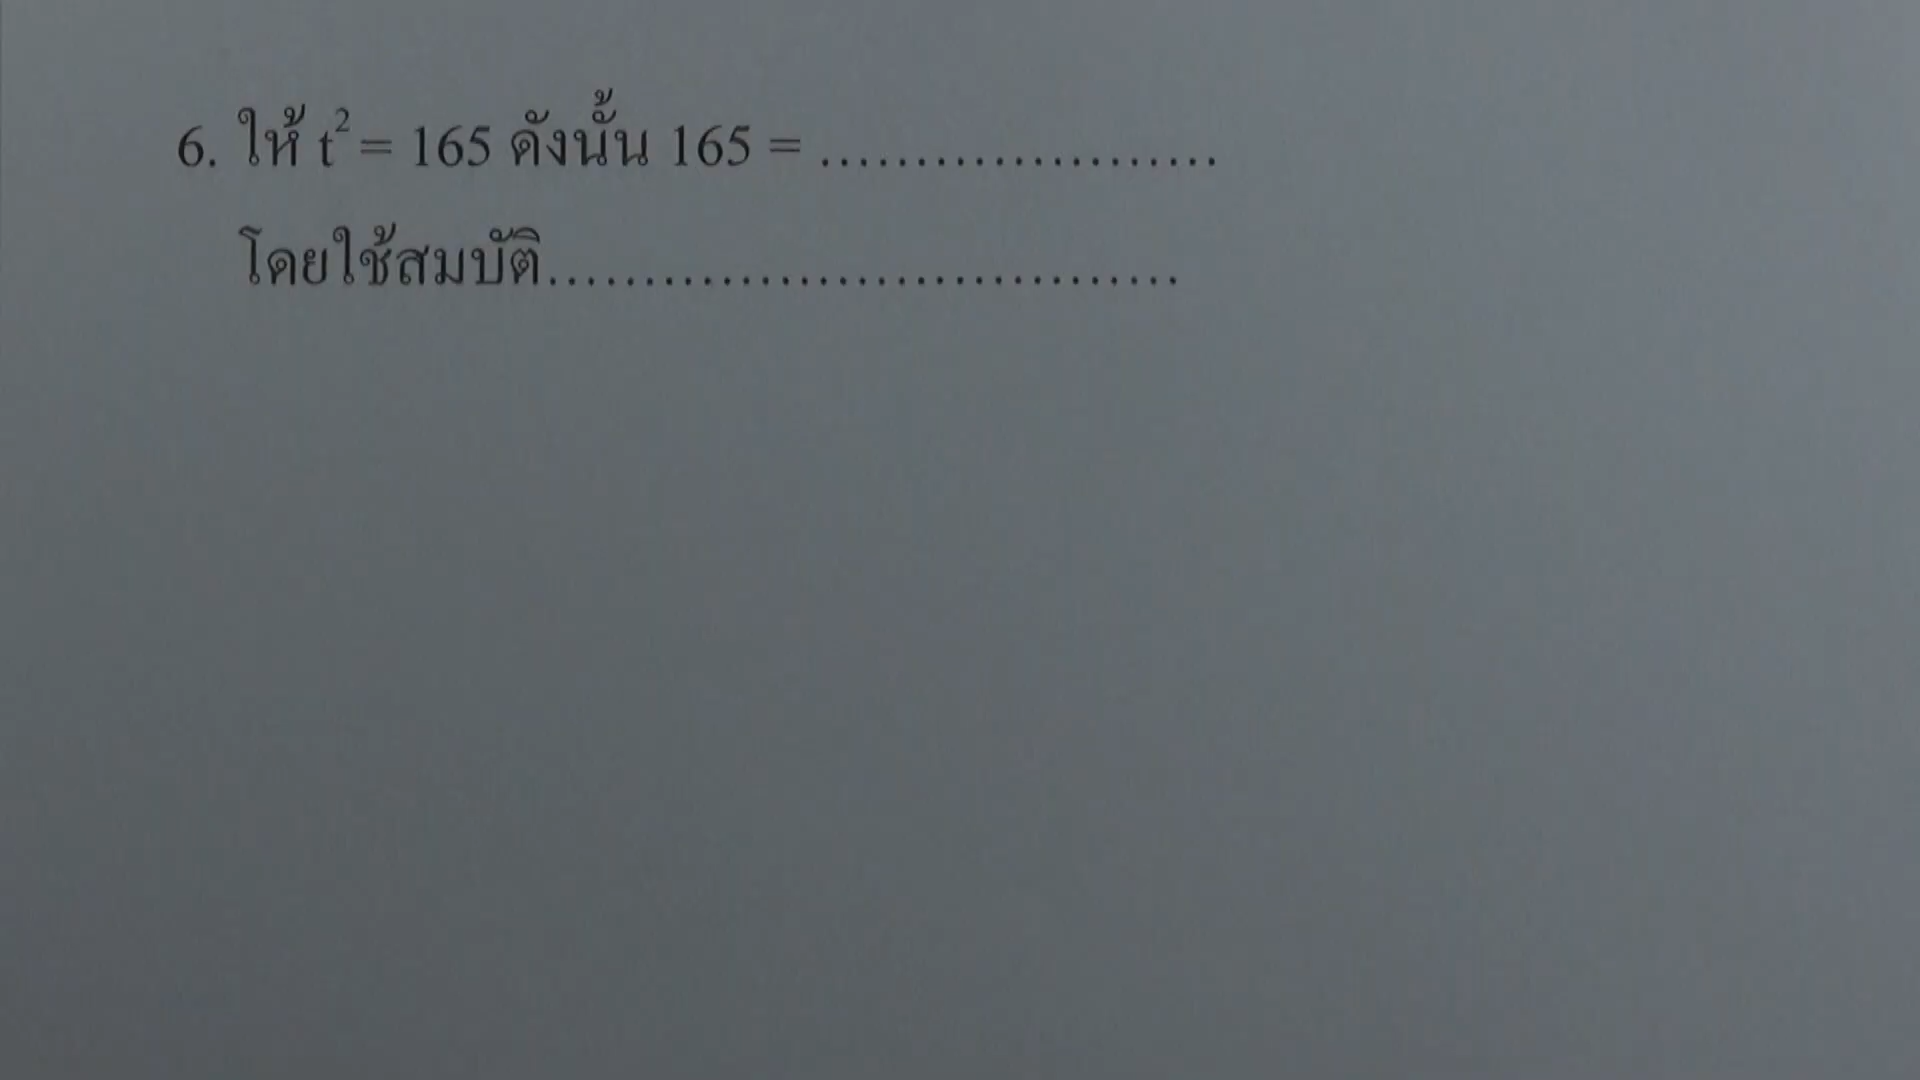 6. ให้ t² = 165 ดังนั้น 165 = .....................
โดยใช้สมบัติ.................................